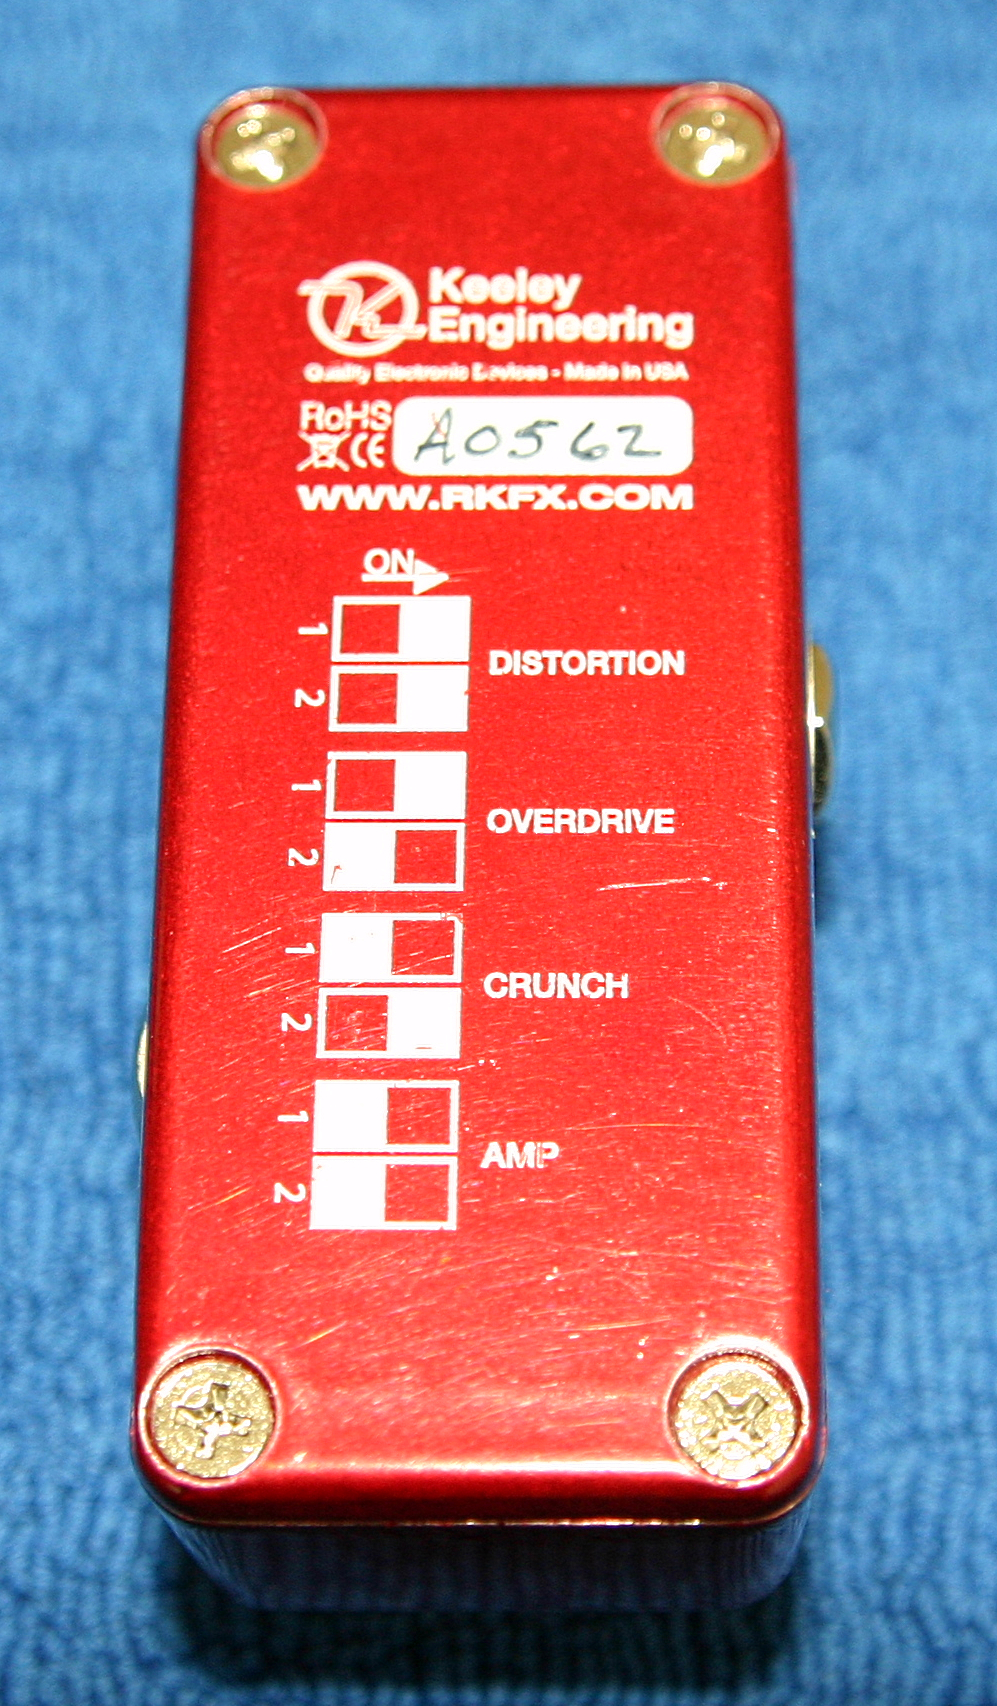 Keeley
Engineering
Quality Electronic Devices - Made in USA
RoHS
CE
A0562
WWW.RKFX.COM
ON
1
2
DISTORTION
1
2
OVERDRIVE
1
2
CRUNCH
1
2
AMP